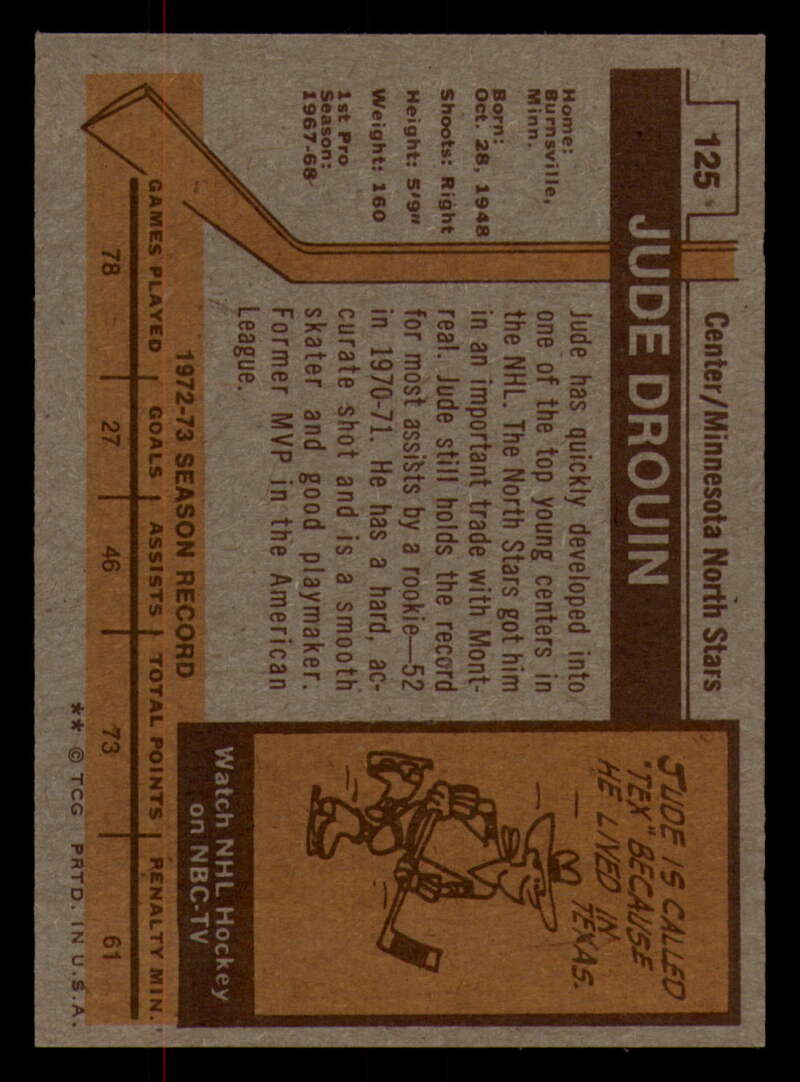 125
Center/Minnesota North Stars
JUDE DROUIN
Home:
Burnsville,
Minn.
Born:
Oct. 28, 1948
Shoots: Right
Height: 5'9"
Weight: 160
1st Pro
Season:
1967-68
Jude has quickly developed into
one of the top young centers in
the NHL. The North Stars got him
in an important trade with Mont-
real. Jude still holds the record
for most assists by a rookie—52
in 1970-71. He has a hard, ac-
curate shot and is a smooth
skater and good playmaker.
Former MVP in the American
League.
JUDE IS CALLED
"TEX" BECAUSE
HE LIVED IN
TEXAS.
Watch NHL Hockey
on NBC-TV
1972-73 SEASON RECORD
GAMES PLAYED GOALS ASSISTS TOTAL POINTS PENALTY MIN.
78 27 46 73 61
** © TCG PRTD. IN U.S.A.